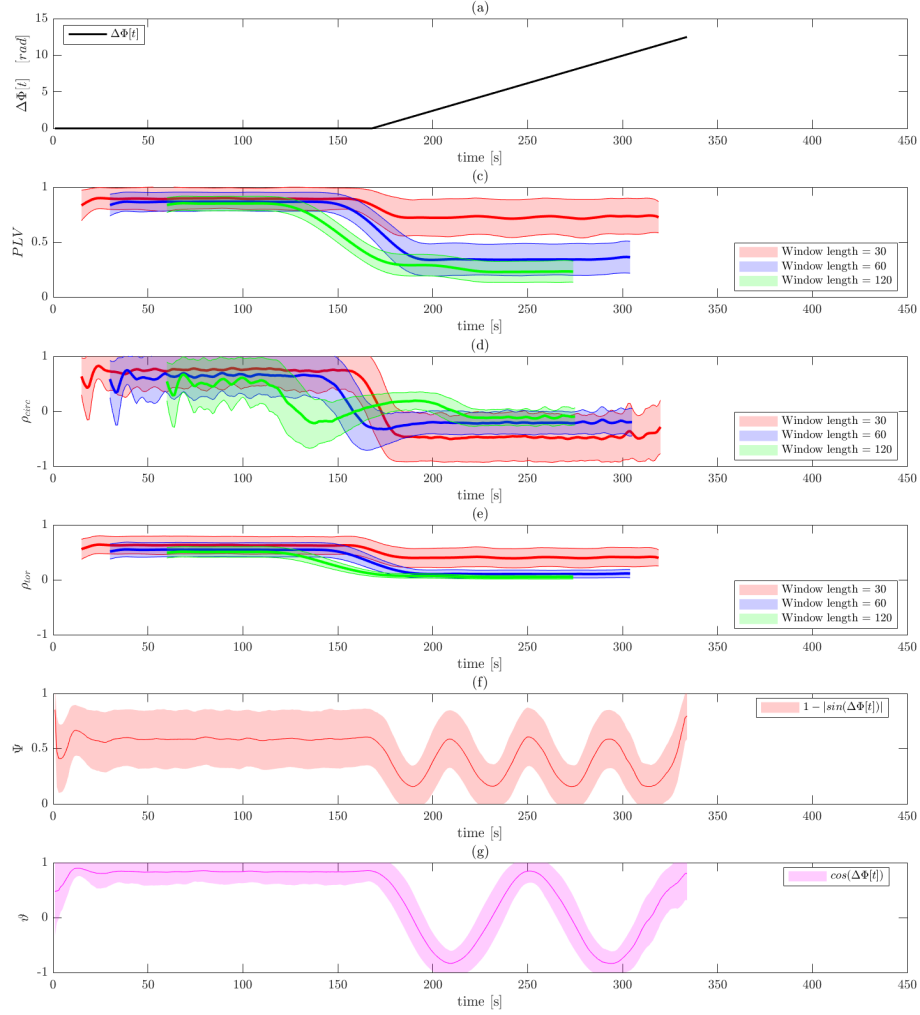 (a)
15
10
5
0
ΔΦ[t] [rad]
ΔΦ[t]
0 50 100 150 200 250 300 350 400 450
time [s]
(c)
1
0.5
0
PLV
Window length = 30
Window length = 60
Window length = 120
0 50 100 150 200 250 300 350 400 450
time [s]
(d)
1
0
-1
ρcirc
Window length = 30
Window length = 60
Window length = 120
0 50 100 150 200 250 300 350 400 450
time [s]
(e)
1
0
-1
ρtor
Window length = 30
Window length = 60
Window length = 120
0 50 100 150 200 250 300 350 400 450
time [s]
(f)
1
0.5
0
Ψ
1 − |sin(ΔΦ[t])|
0 50 100 150 200 250 300 350 400 450
time [s]
(g)
1
0
-1
ϑ
cos(ΔΦ[t])
0 50 100 150 200 250 300 350 400 450
time [s]